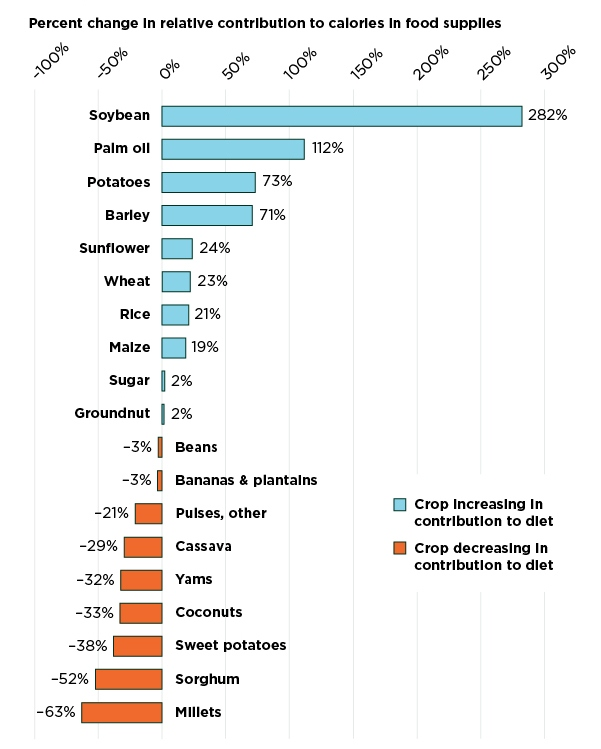 Percent change in relative contribution to calories in food supplies
-100% -50% 0% 50% 100% 150% 200% 250% 300%
Soybean 282%
Palm oil 112%
Potatoes 73%
Barley 71%
Sunflower 24%
Wheat 23%
Rice 21%
Maize 19%
Sugar 2%
Groundnut 2%
–3% Beans
–3% Bananas & plantains
–21% Pulses, other
–29% Cassava
–32% Yams
–33% Coconuts
–38% Sweet potatoes
–52% Sorghum
–63% Millets
Crop increasing in
contribution to diet
Crop decreasing in
contribution to diet